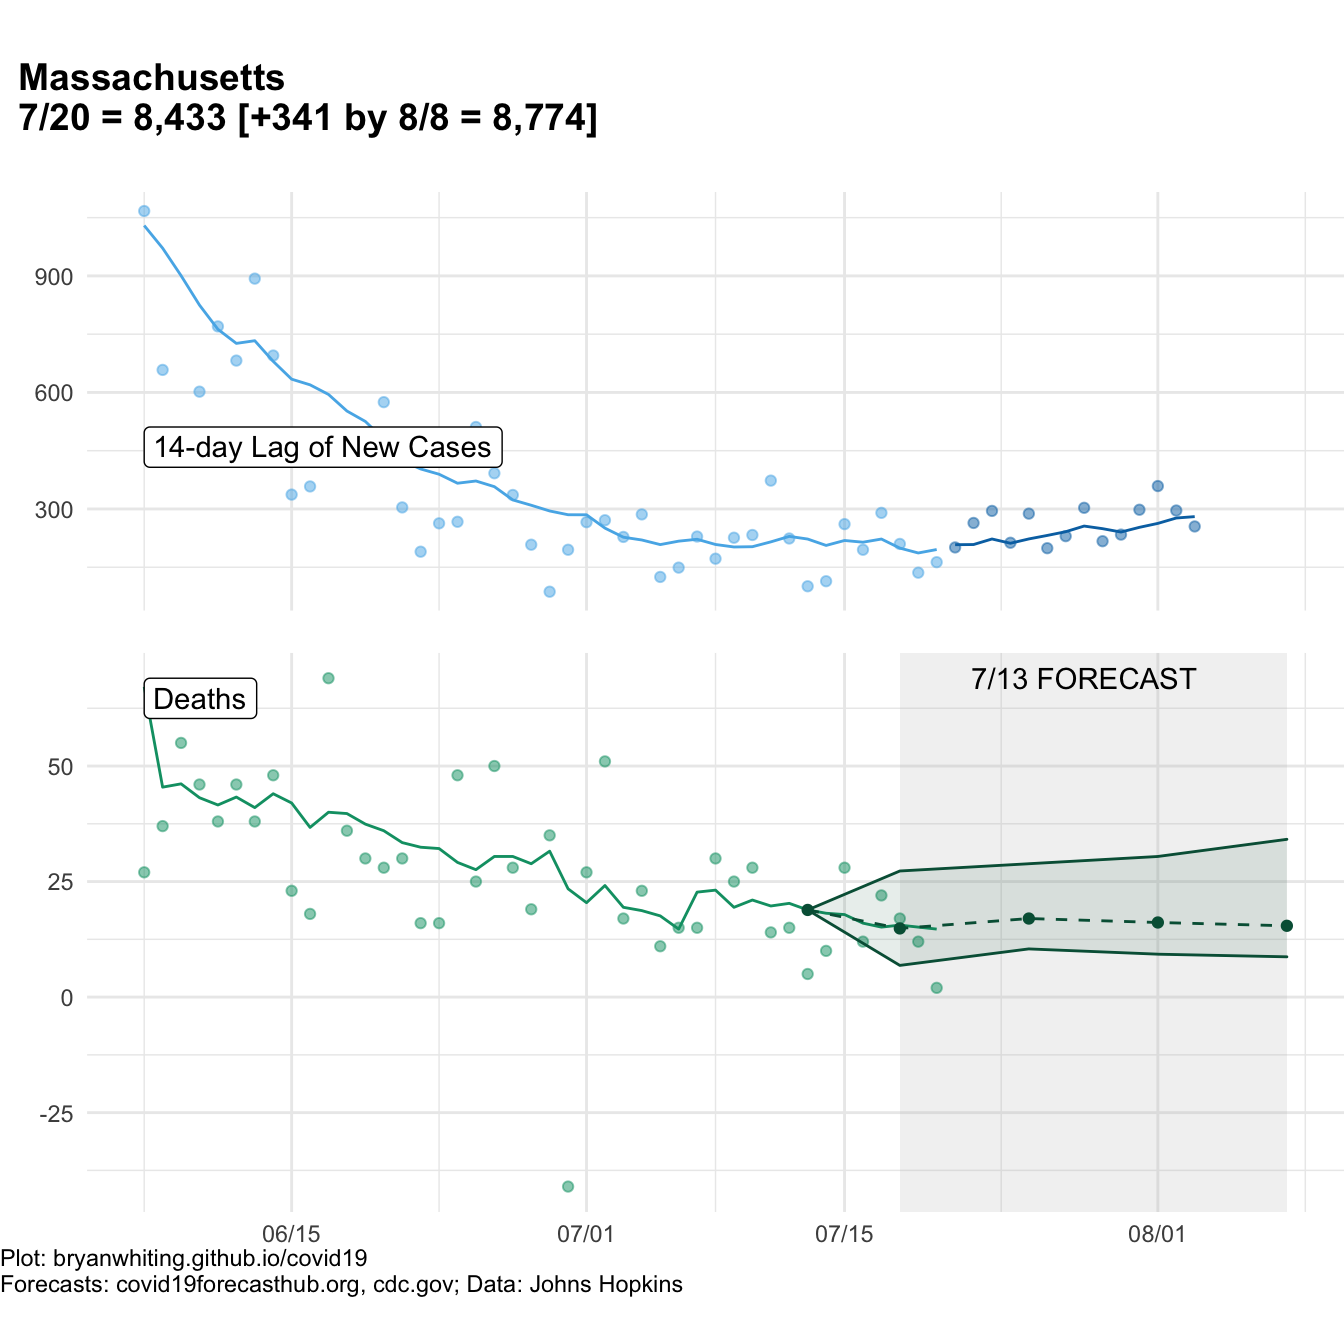 Massachusetts
7/20 = 8,433 [+341 by 8/8 = 8,774]
900
600
14-day Lag of New Cases
300
7/13 FORECAST
Deaths
50
25
0
-25
06/15 07/01 07/15 08/01
Plot: bryanwhiting.github.io/covid19
Forecasts: covid19forecasthub.org, cdc.gov; Data: Johns Hopkins